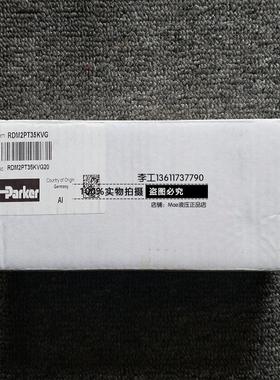 RDM2PT35KVG
RDM2PT35KVG20
Parker
Country of Origin
Germany
AI
李工13611737790
100%实物拍摄 盗图必究
店铺：Mae液压正品店